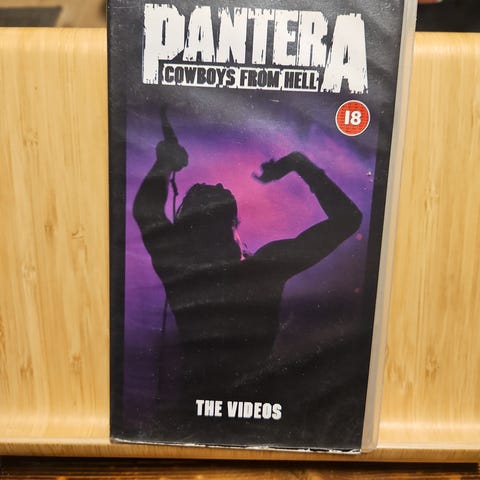 PANTERA
COWBOYS FROM HELL
18
THE VIDEOS